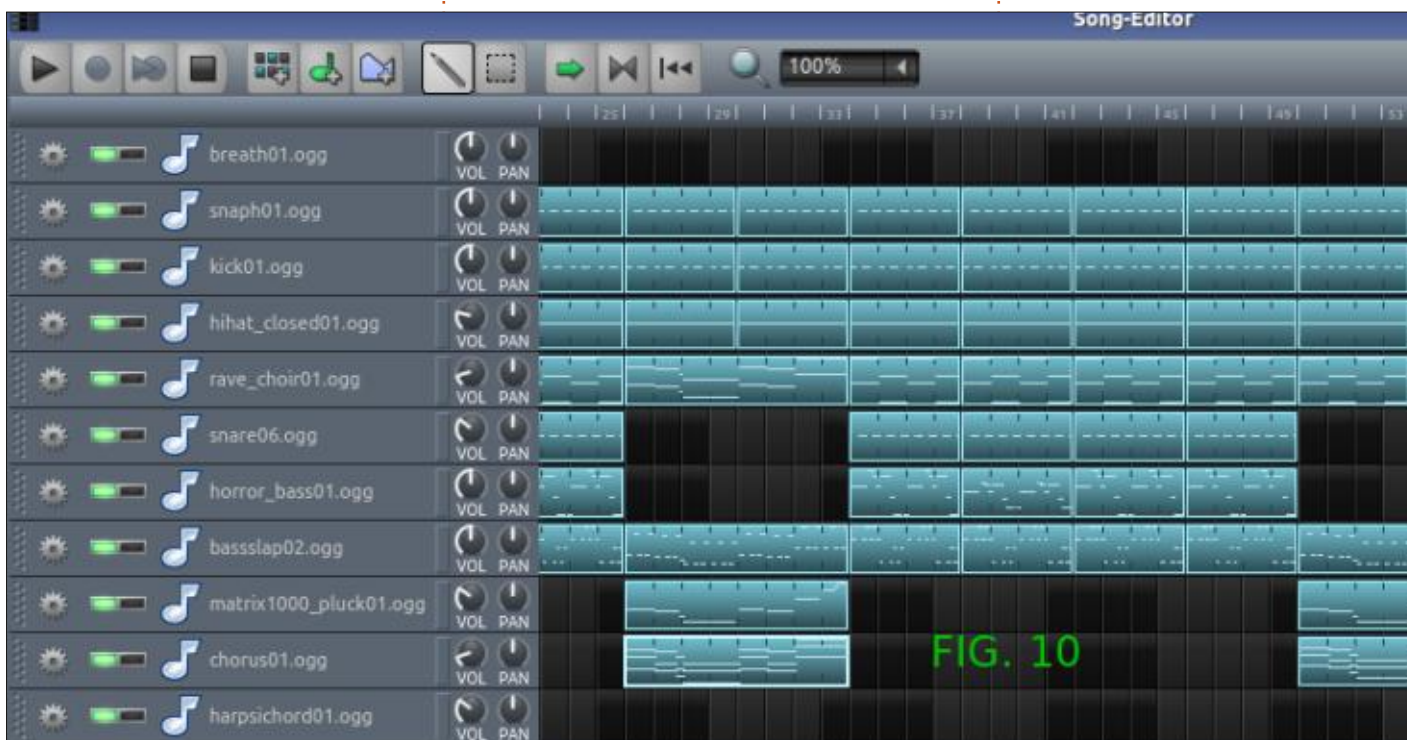 Song-Editor
100%
25 29 33 37 41 45 49 53
breath01.ogg VOL PAN
snaph01.ogg VOL PAN
kick01.ogg VOL PAN
hihat_closed01.ogg VOL PAN
rave_choir01.ogg VOL PAN
snare06.ogg VOL PAN
horror_bass01.ogg VOL PAN
bassslap02.ogg VOL PAN
matrix1000_pluck01.ogg VOL PAN
chorus01.ogg VOL PAN
FIG. 10
harpsichord01.ogg VOL PAN